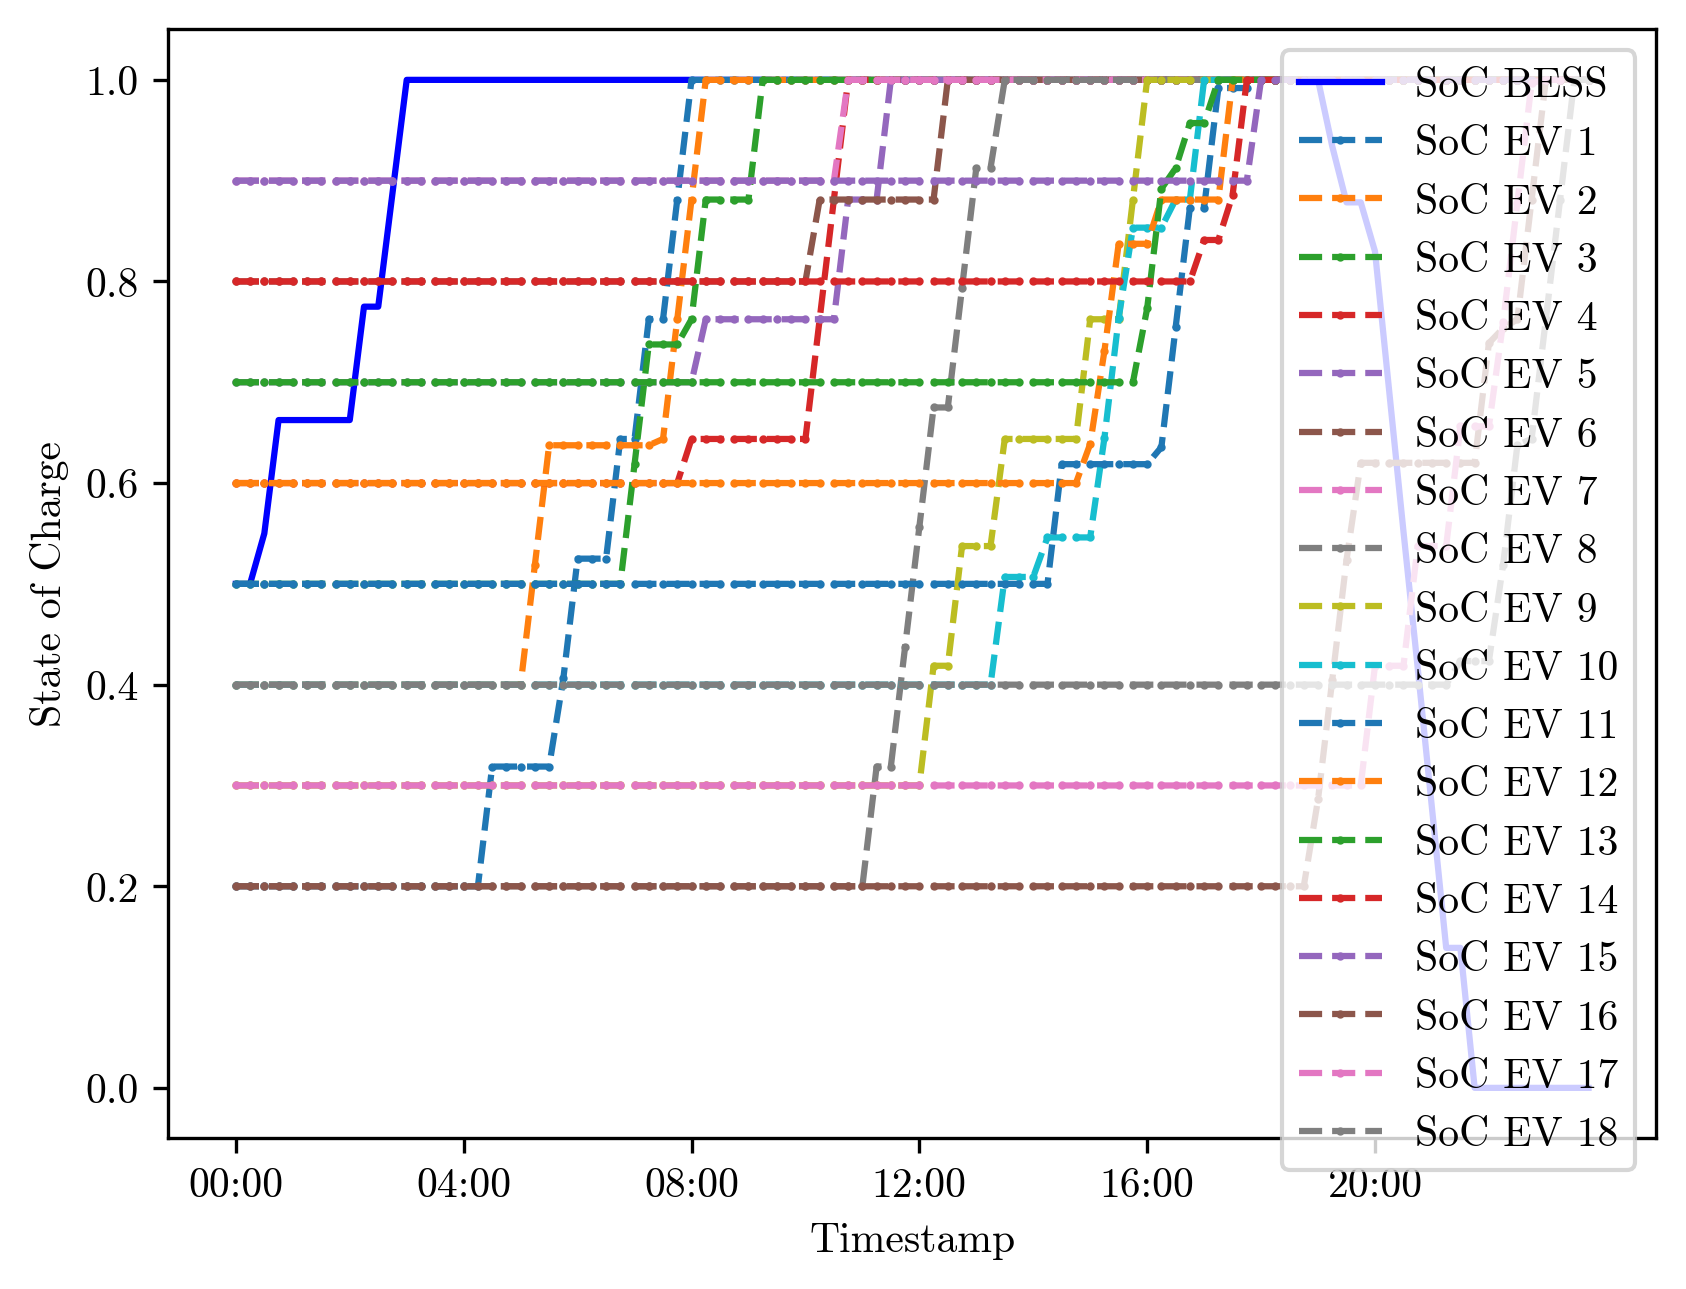 1.0
0.8
0.6
0.4
0.2
0.0
State of Charge
00:00
04:00
08:00
12:00
16:00
20:00
Timestamp
SoC BESS
SoC EV 1
SoC EV 2
SoC EV 3
SoC EV 4
SoC EV 5
SoC EV 6
SoC EV 7
SoC EV 8
SoC EV 9
SoC EV 10
SoC EV 11
SoC EV 12
SoC EV 13
SoC EV 14
SoC EV 15
SoC EV 16
SoC EV 17
SoC EV 18